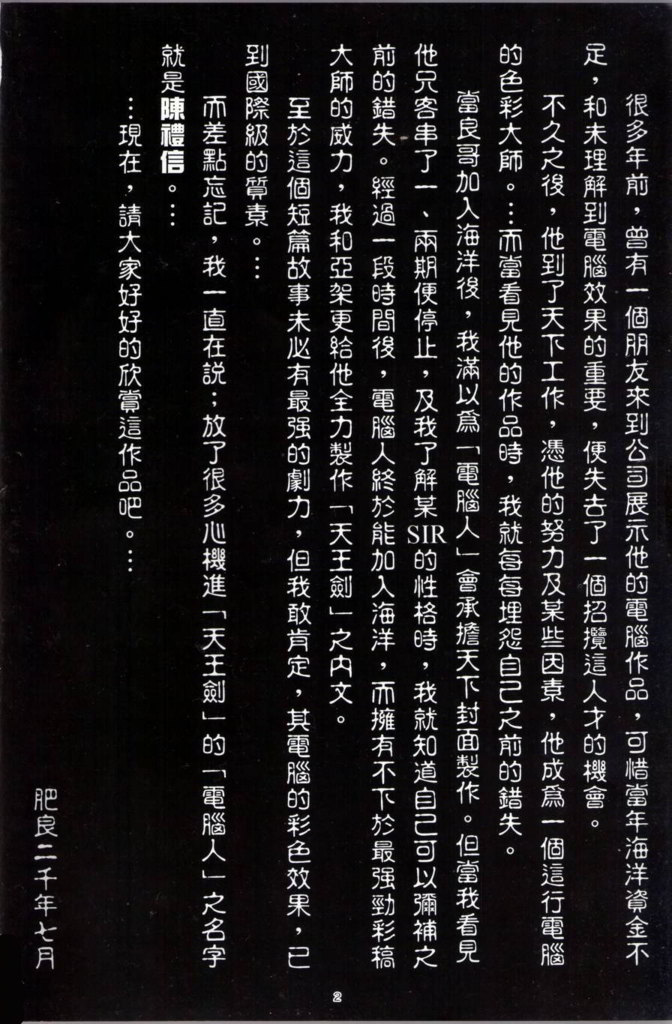 很多年前，曾有一個朋友來到公司展示他的電腦作品，可惜當年海洋資金不
足，和未理解到電腦效果的重要，便失去了一個招攬這人才的機會。
不久之後，他到了天下工作，憑他的努力及某些因素，他成爲一個這行電腦
的色彩大師。…而當看見他的作品時，我就每每埋怨自己之前的錯失。
當良哥加入海洋後，我滿以爲「電腦人」會承擔天下封面製作。但當我看見
他只客串了一、兩期便停止，及我了解某SIR的性格時，我就知道自己可以彌補之
前的錯失。經過一段時間後，電腦人終於能加入海洋，而擁有不下於最强勁彩稿
大師的威力，我和亞架更給他全力製作「天王劍」之內文。
至於這個短篇故事未必有最强的劇力，但我敢肯定，其電腦的彩色效果，已
到國際級的質素。…
而差點忘記，我一直在説；放了很多心機進「天王劍」的「電腦人」之名字
就是陳禮信。…
…現在，請大家好好的欣賞這作品吧。…
肥良二千年七月
2